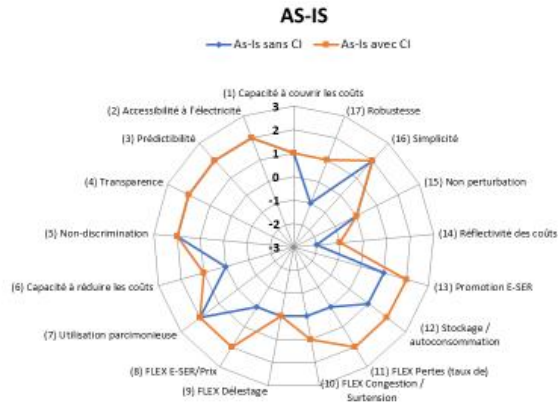 AS-IS
As-Is sans CI
As-Is avec CI
(1) Capacité à couvrir les coûts
(2) Accessibilité à l'électricité
(17) Robustesse
(3) Prédictibilité
(16) Simplicité
(4) Transparence
(15) Non perturbation
(5) Non-discrimination
(14) Réflectivité des coûts
(6) Capacité à réduire les coûts
(13) Promotion E-SER
(7) Utilisation parcimonieuse
(12) Stockage /
autoconsommation
(8) FLEX E-SER/Prix
(11) FLEX Pertes (taux de)
(9) FLEX Délestage
(10) FLEX Congestion /
Surtension
3
2
1
0
-1
-2
-3